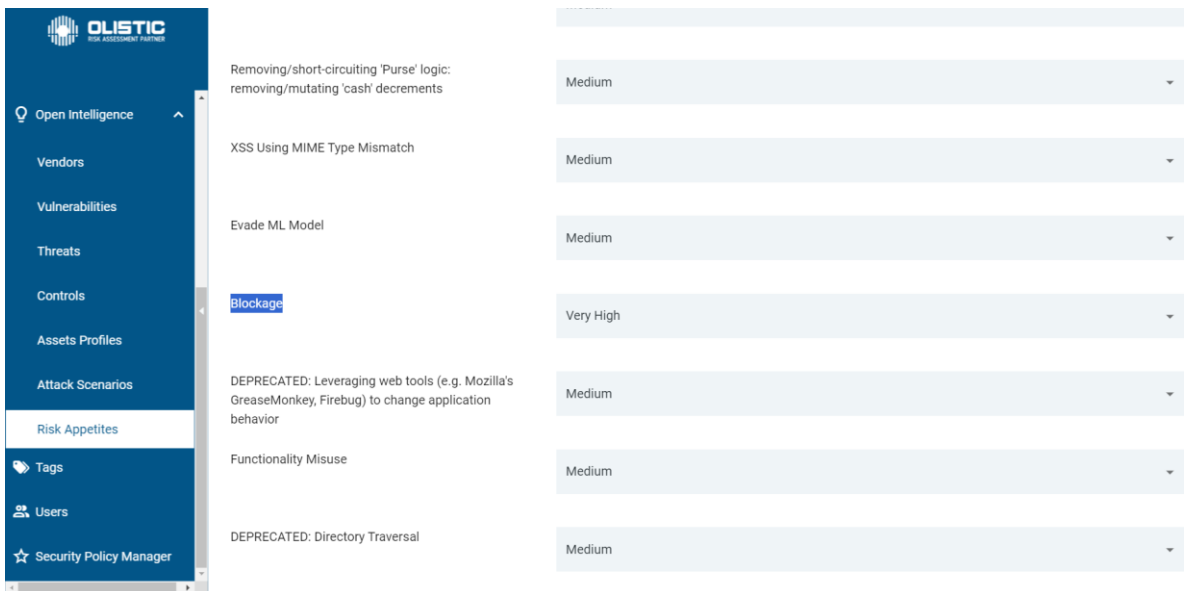 OLISTIC
RISK ASSESSMENT PARTNER
Open Intelligence
Vendors
Vulnerabilities
Threats
Controls
Assets Profiles
Attack Scenarios
Risk Appetites
Tags
Users
Security Policy Manager
Removing/short-circuiting 'Purse' logic:
removing/mutating 'cash' decrements
Medium
XSS Using MIME Type Mismatch
Medium
Evade ML Model
Medium
Blockage
Very High
DEPRECATED: Leveraging web tools (e.g. Mozilla's
GreaseMonkey, Firebug) to change application
behavior
Medium
Functionality Misuse
Medium
DEPRECATED: Directory Traversal
Medium